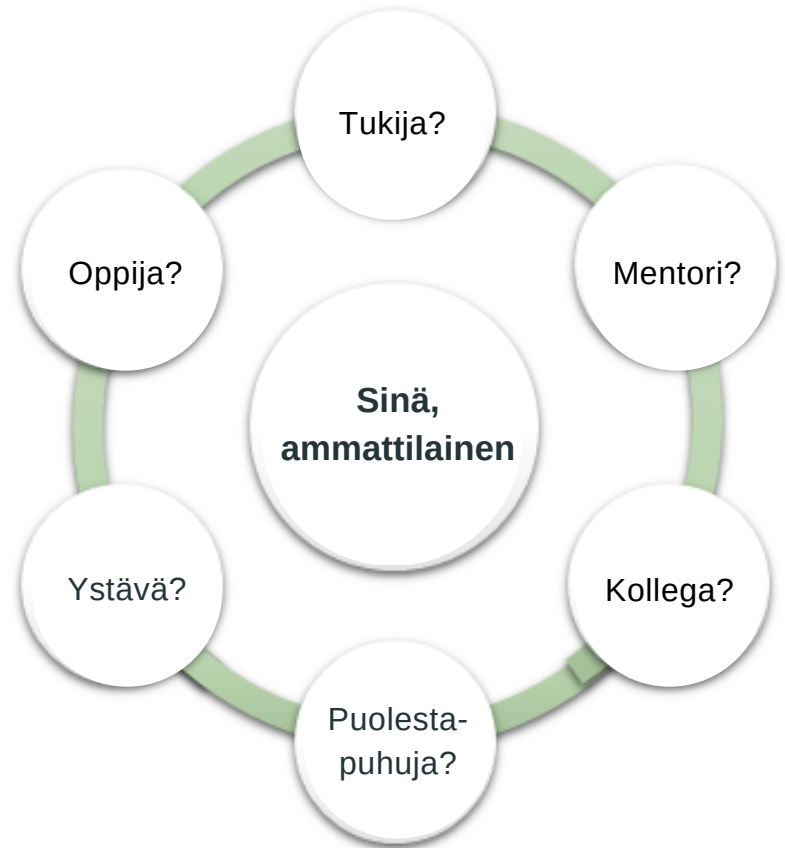 Tukija?
Mentori?
Kollega?
Puolesta-
puhuja?
Ystävä?
Oppija?
Sinä,
ammattilainen